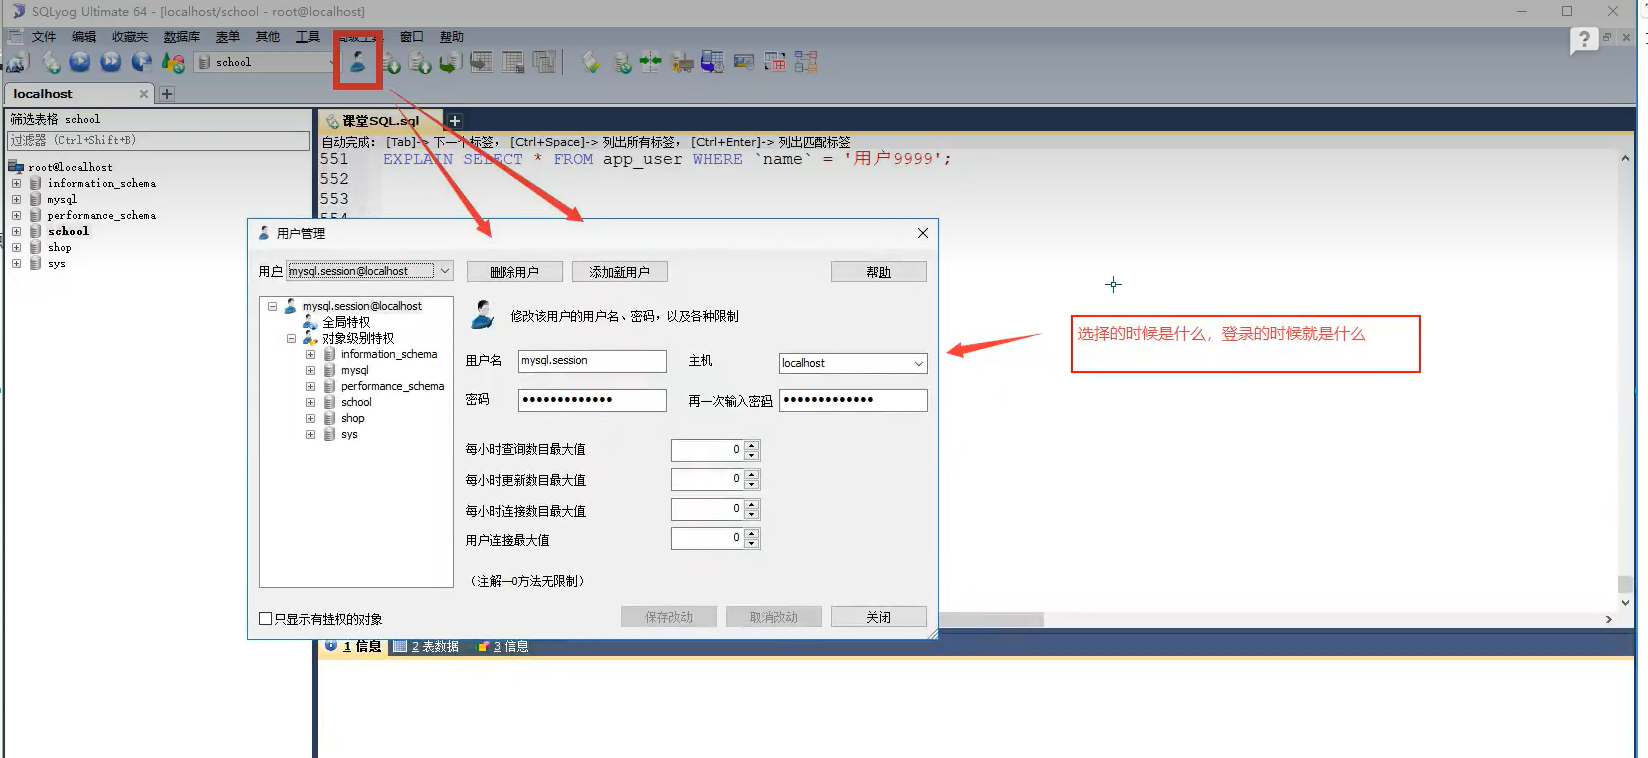 SQLyog Ultimate 64 - [localhost/school - root@localhost]
文件 编辑 收藏夹 数据库 表单 其他 工具 高级工具 窗口 帮助
school
localhost
筛选表格 school
过滤器 (Ctrl+Shift+B)
root@localhost
information_schema
mysql
performance_schema
school
shop
sys
课堂SQL.sql
自动完成: [Tab]-> 下一个标签, [Ctrl+Space]-> 列出所有标签, [Ctrl+Enter]-> 列出匹配标签
551 EXPLAIN SELECT * FROM app_user WHERE `name` = '用户9999';
552
553
554
用户管理
用户 mysql.session@localhost 删除用户 添加新用户 帮助
mysql.session@localhost
全局特权
对象级别特权
information_schema
mysql
performance_schema
school
shop
sys
修改该用户的用户名、密码，以及各种限制
用户名 mysql.session 主机 localhost
密码 ●●●●●●●●●●●●● 再一次输入密码 ●●●●●●●●●●●●●
每小时查询数目最大值 0
每小时更新数目最大值 0
每小时连接数目最大值 0
用户连接最大值 0
（注解—0方法无限制）
只显示有特权的对象
保存改动 取消改动 关闭
选择的时候是什么，登录的时候就是什么
1 信息 2 表数据 3 信息